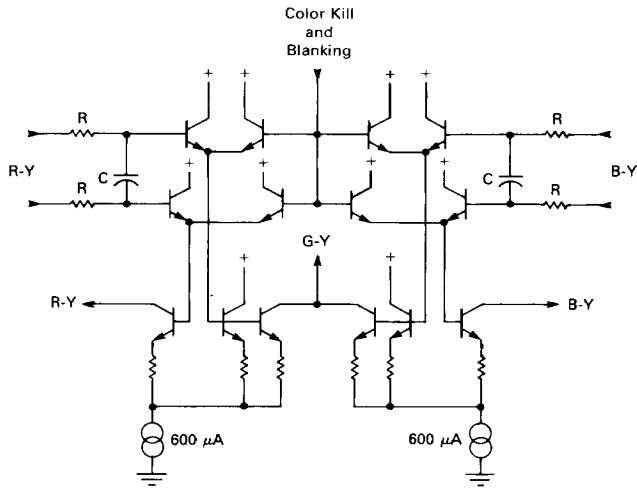 Color Kill
and
Blanking
+ + + +
R R
R-Y C C B-Y
+ + + +
R R
G-Y
+ +
R-Y B-Y
600 μA 600 μA